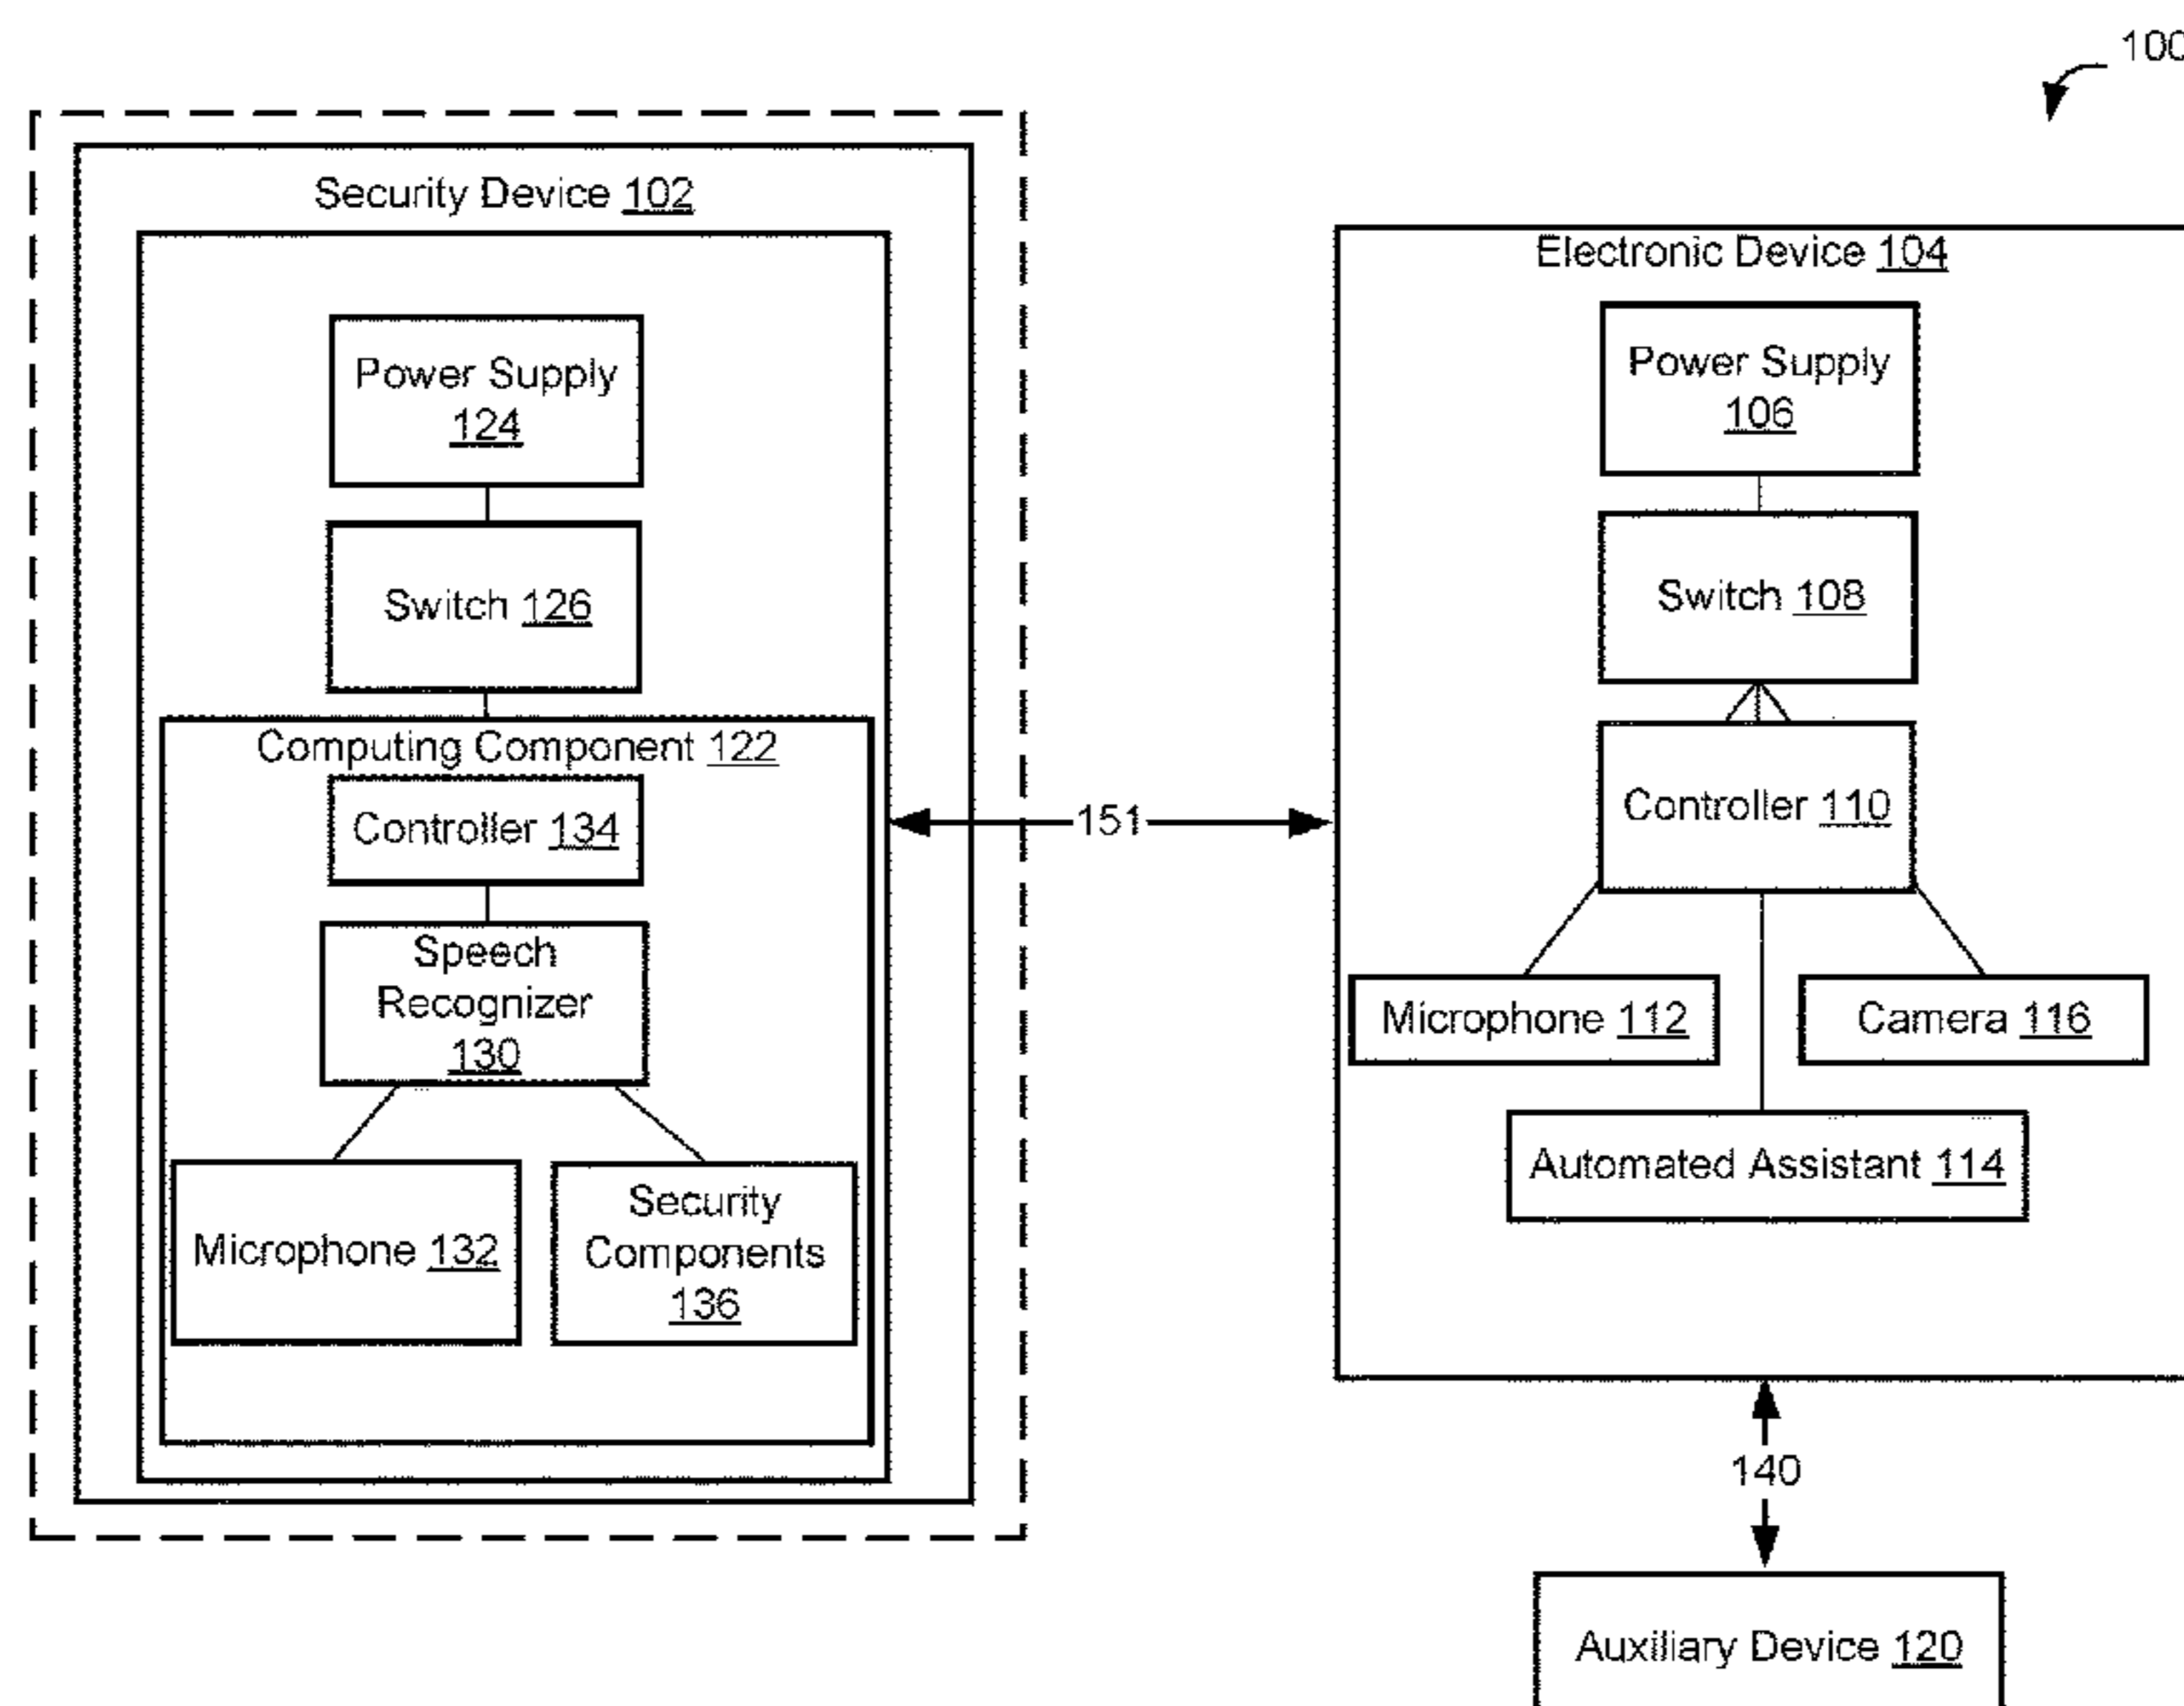 100
Security Device 102
Power Supply
124
Switch 126
Computing Component 122
Controller 134
Speech
Recognizer
130
Microphone 132
Security
Components
136
151
Electronic Device 104
Power Supply
106
Switch 108
Controller 110
Microphone 112
Camera 116
Automated Assistant 114
140
Auxiliary Device 120